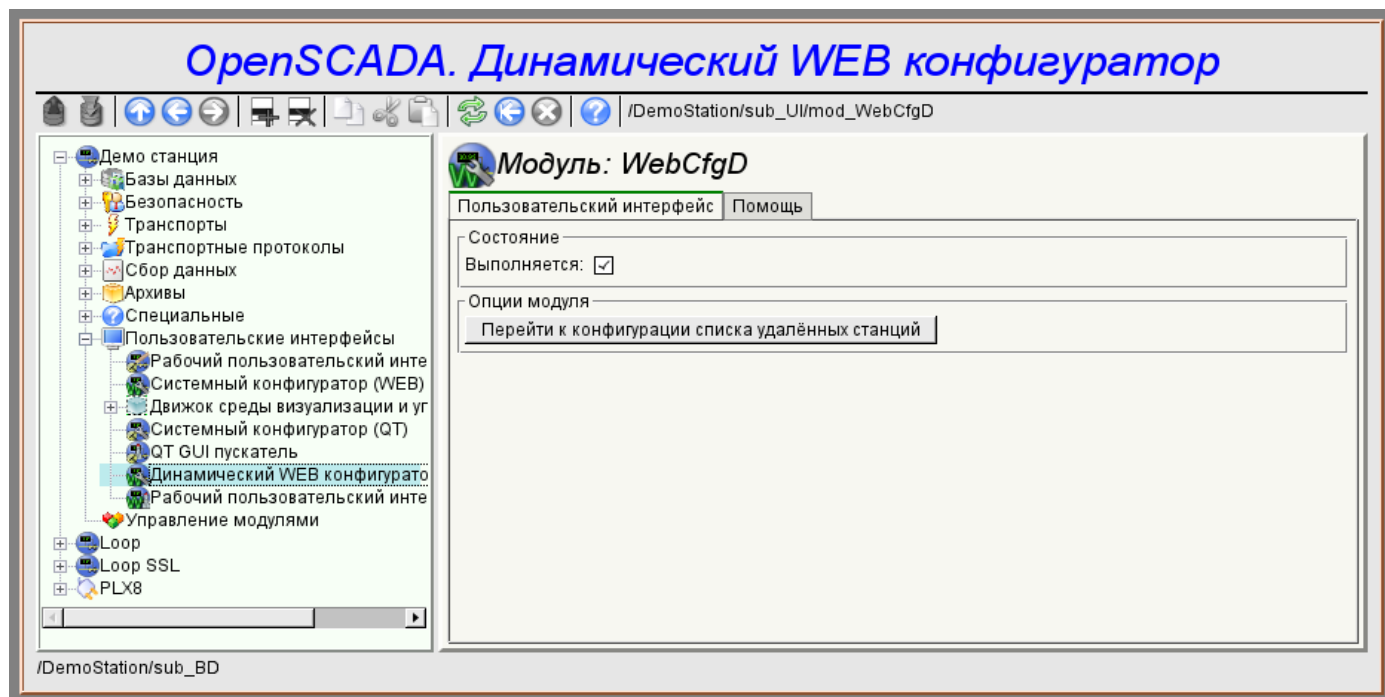 OpenSCADA. Динамический WEB конфигуратор
/DemoStation/sub_UI/mod_WebCfgD
Демо станция
Базы данных
Безопасность
Транспорты
Транспортные протоколы
Сбор данных
Архивы
Специальные
Пользовательские интерфейсы
Рабочий пользовательский инте
Системный конфигуратор (WEB)
Движок среды визуализации и уг
Системный конфигуратор (QT)
QT GUI пускатель
Динамический WEB конфигурато
Рабочий пользовательский инте
Управление модулями
Loop
Loop SSL
PLX8
Модуль: WebCfgD
Пользовательский интерфейс Помощь
Состояние
Выполняется:
Опции модуля
Перейти к конфигурации списка удалённых станций
/DemoStation/sub_BD